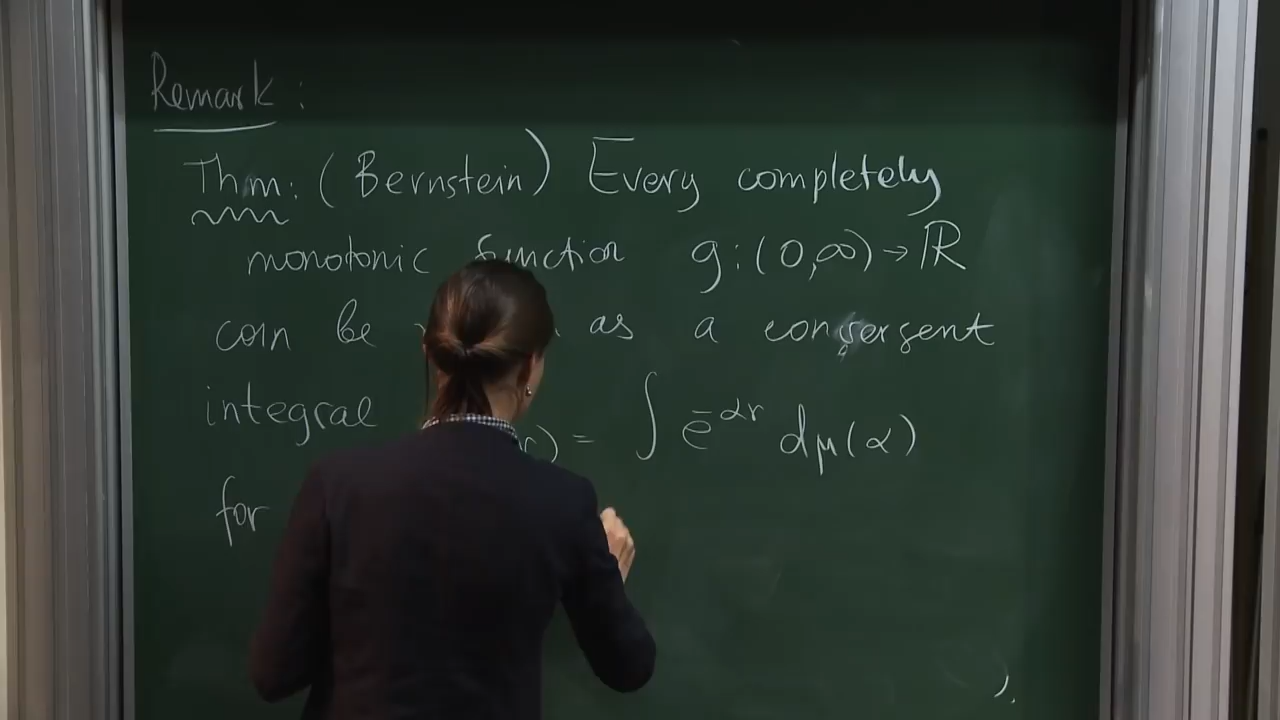 Remark:
Thm: (Bernstein) Every completely
monotonic function g:(0,∞)→ℝ
can be as a convergent
integral r) = ∫ e^{-αr} dμ(α)
for